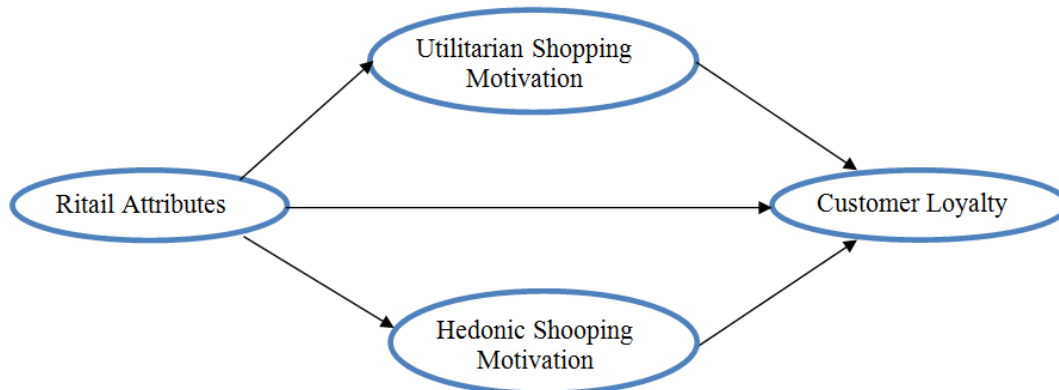 Utilitarian Shopping
Motivation
Ritail Attributes
Customer Loyalty
Hedonic Shooping
Motivation